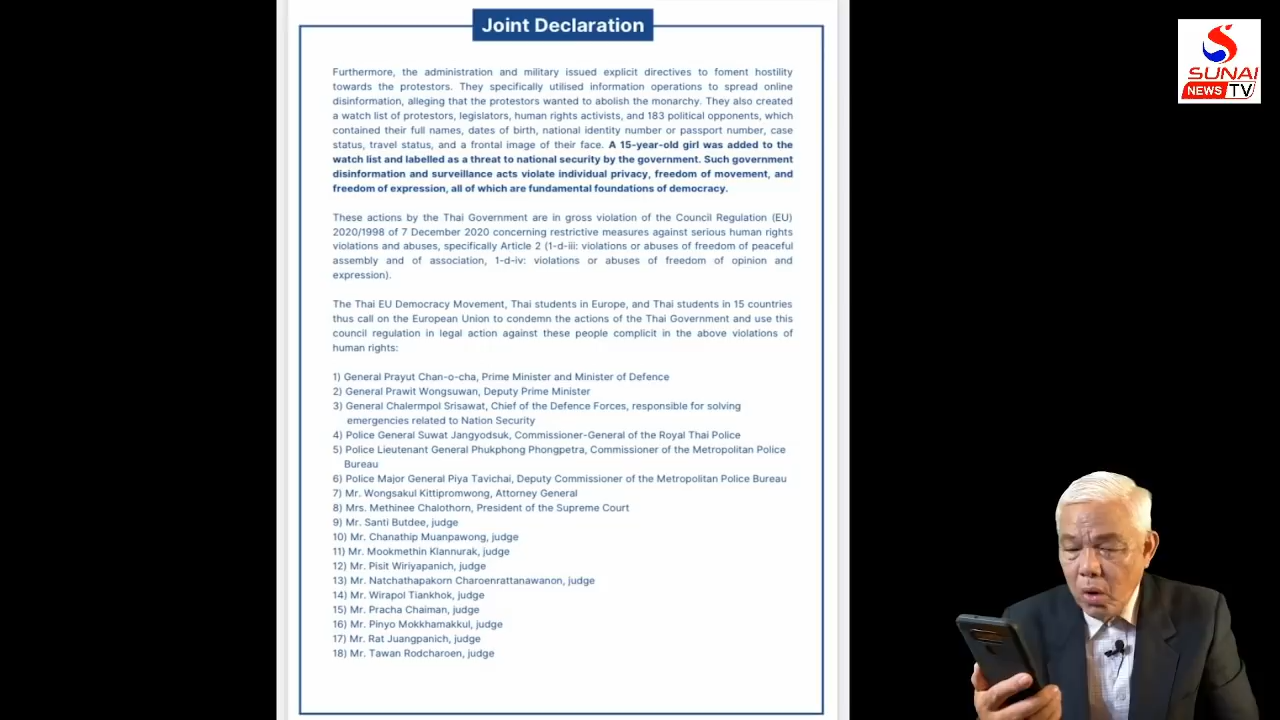 Joint Declaration
SUNAI
NEWS TV
Furthermore, the administration and military issued explicit directives to foment hostility
towards the protestors. They specifically utilised information operations to spread online
disinformation, alleging that the protestors wanted to abolish the monarchy. They also created
a watch list of protestors, legislators, human rights activists, and 183 political opponents, which
contained their full names, dates of birth, national identity number or passport number, case
status, travel status, and a frontal image of their face. A 15-year-old girl was added to the
watch list and labelled as a threat to national security by the government. Such government
disinformation and surveillance acts violate individual privacy, freedom of movement, and
freedom of expression, all of which are fundamental foundations of democracy.
These actions by the Thai Government are in gross violation of the Council Regulation (EU)
2020/1998 of 7 December 2020 concerning restrictive measures against serious human rights
violations and abuses, specifically Article 2 (1-d-iii: violations or abuses of freedom of peaceful
assembly and of association, 1-d-iv: violations or abuses of freedom of opinion and
expression).
The Thai EU Democracy Movement, Thai students in Europe, and Thai students in 15 countries
thus call on the European Union to condemn the actions of the Thai Government and use this
council regulation in legal action against these people complicit in the above violations of
human rights:
1) General Prayut Chan-o-cha, Prime Minister and Minister of Defence
2) General Prawit Wongsuwan, Deputy Prime Minister
3) General Chalermpol Srisawat, Chief of the Defence Forces, responsible for solving
emergencies related to Nation Security
4) Police General Suwat Jangyodsuk, Commissioner-General of the Royal Thai Police
5) Police Lieutenant General Phukphong Phongpetra, Commissioner of the Metropolitan Police
Bureau
6) Police Major General Piya Tavichai, Deputy Commissioner of the Metropolitan Police Bureau
7) Mr. Wongsakul Kittipromwong, Attorney General
8) Mrs. Methinee Chalothorn, President of the Supreme Court
9) Mr. Santi Butdee, judge
10) Mr. Chanathip Muanpawong, judge
11) Mr. Mookmethin Klannurak, judge
12) Mr. Pisit Wiriyapanich, judge
13) Mr. Natchathapakorn Charoenrattanawanon, judge
14) Mr. Wirapol Tiankhok, judge
15) Mr. Pracha Chaiman, judge
16) Mr. Pinyo Mokkhamakkul, judge
17) Mr. Rat Juangpanich, judge
18) Mr. Tawan Rodcharoen, judge